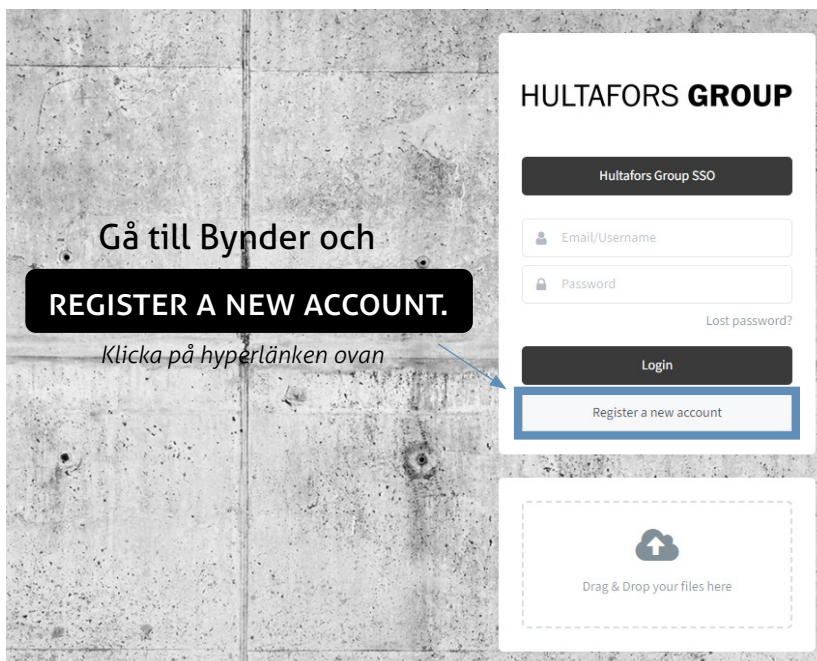 Gå till Bynder och
REGISTER A NEW ACCOUNT.
Klicka på hyperlänken ovan
HULTAFORS GROUP
Hultafors Group SSO
Email/Username
Password
Lost password?
Login
Register a new account
Drag & Drop your files here